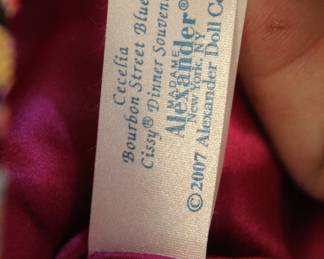 Cecelia
Bourbon Street Blue
Cissy® Dinner Souven
MADAME
Alexander®
New York, NY
©2007 Alexander Doll Co